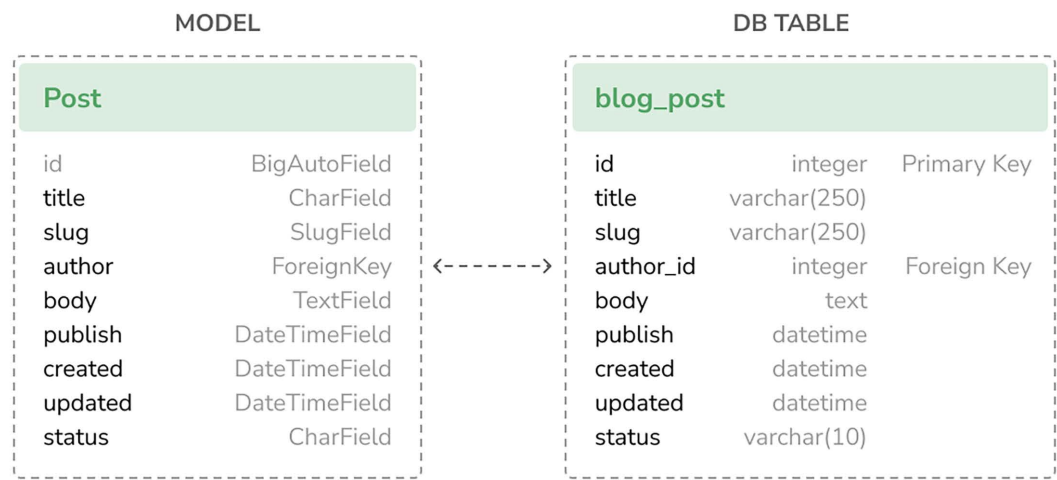 MODEL
Post
id BigAutoField
title CharField
slug SlugField
author ForeignKey
body TextField
publish DateTimeField
created DateTimeField
updated DateTimeField
status CharField
DB TABLE
blog_post
id integer Primary Key
title varchar(250)
slug varchar(250)
author_id integer Foreign Key
body text
publish datetime
created datetime
updated datetime
status varchar(10)